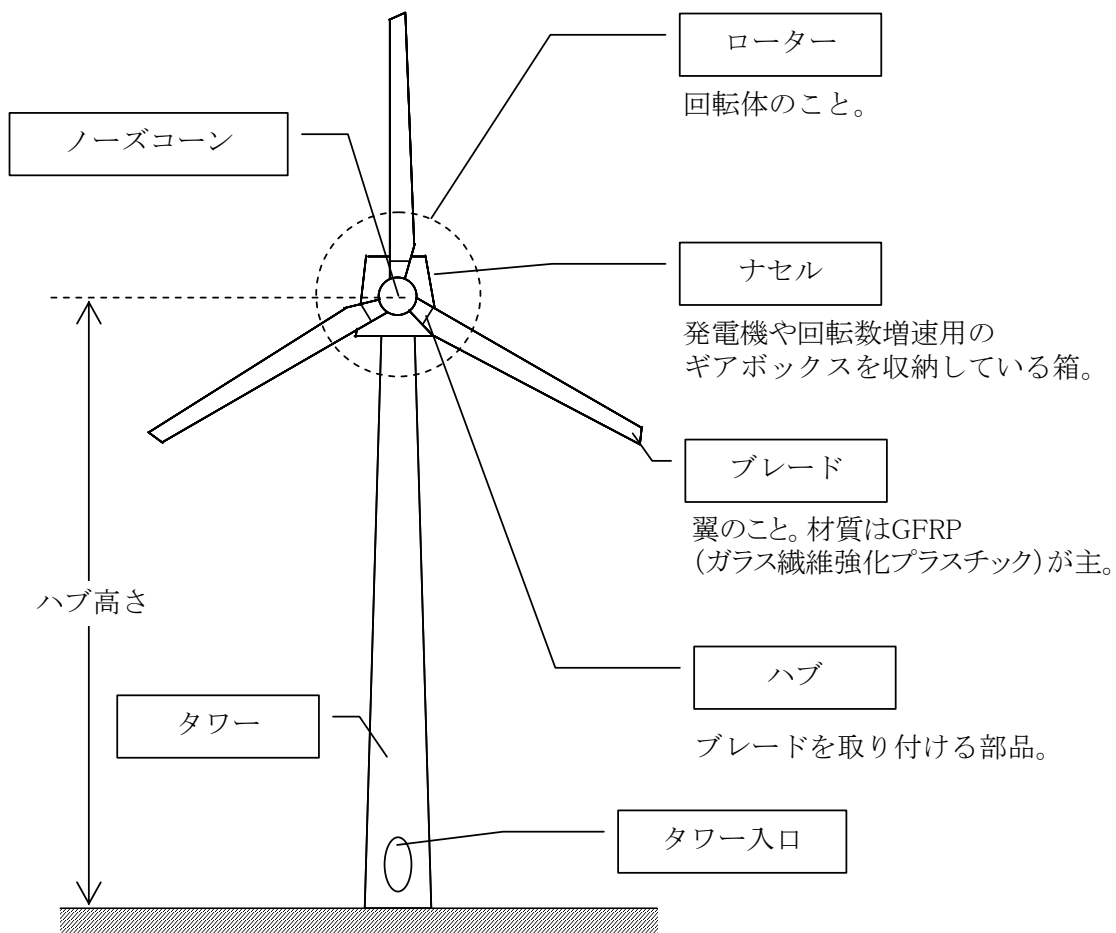 ローター
回転体のこと。
ノーズコーン
ナセル
発電機や回転数増速用の
ギアボックスを収納している箱。
ブレード
翼のこと。材質はGFRP
(ガラス繊維強化プラスチック)が主。
ハブ高さ
ハブ
ブレードを取り付ける部品。
タワー
タワー入口